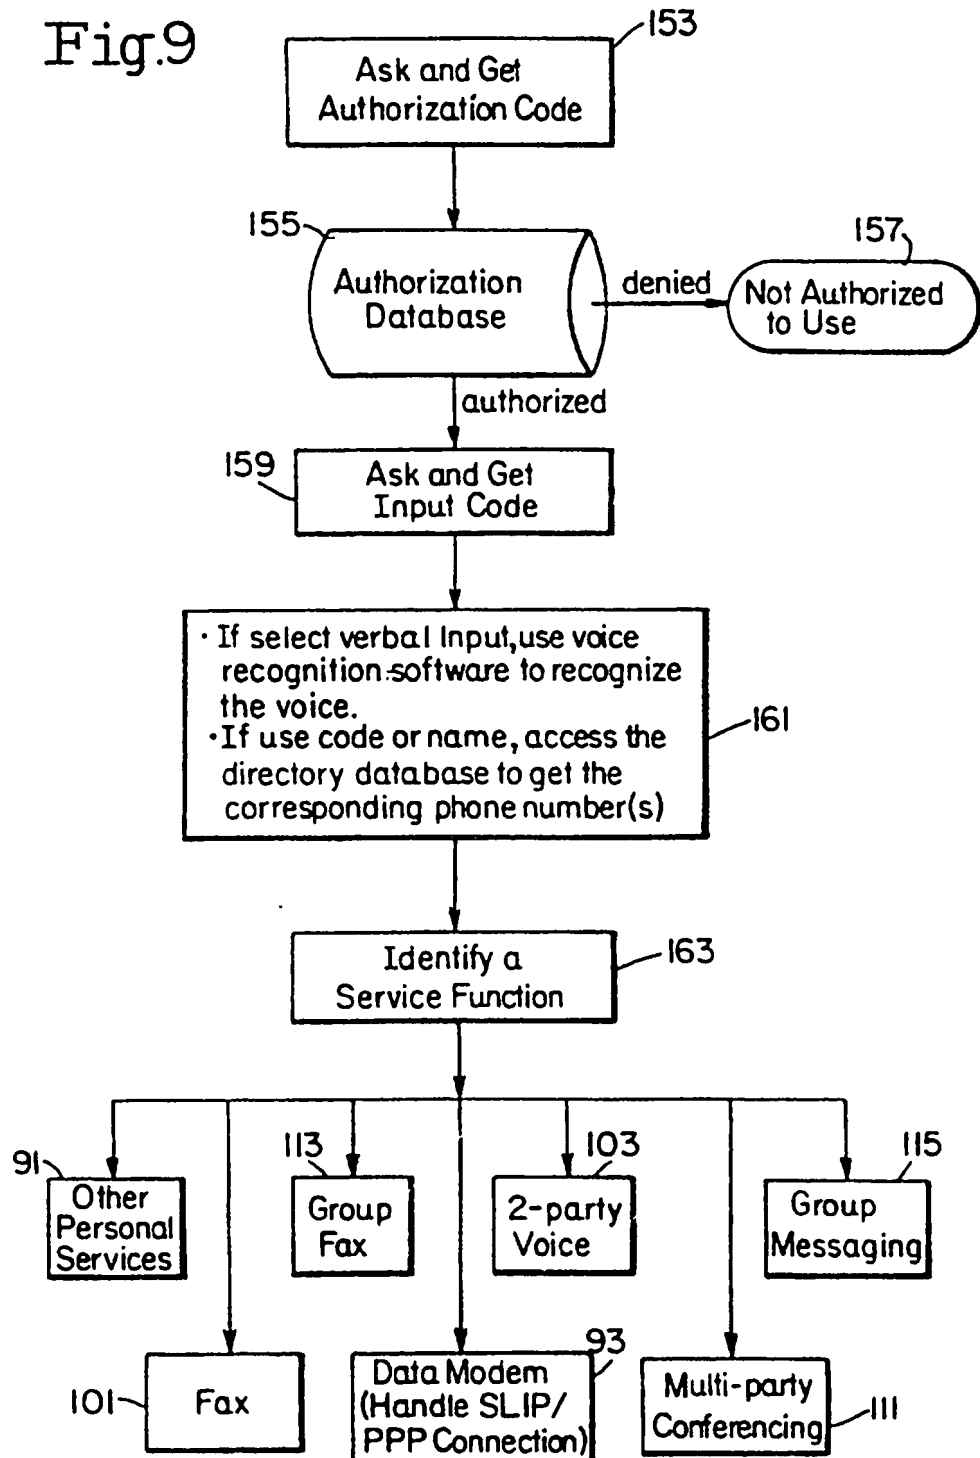 Fig.9
153
Ask and Get
Authorization Code
155
Authorization
Database
denied
157
Not Authorized
to Use
authorized
159
Ask and Get
Input Code
· If select verbal Input, use voice
recognition software to recognize
the voice.
· If use code or name, access the
directory database to get the
corresponding phone number(s)
161
Identify a
Service Function
163
91
Other
Personal
Services
113
Group
Fax
103
2-party
Voice
115
Group
Messaging
101
Fax
93
Data Modem
(Handle SLIP/
PPP Connection)
Multi-party
Conferencing
111